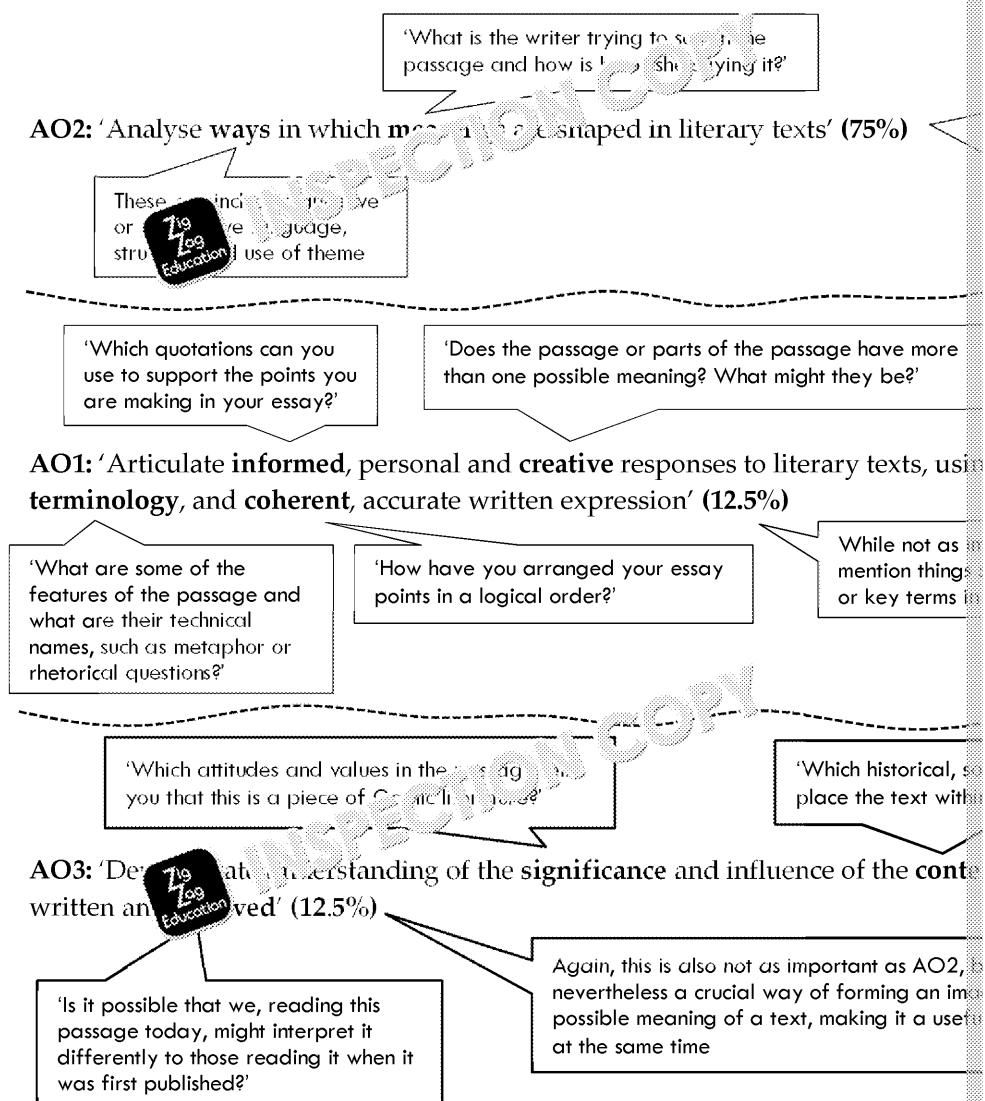 'What is the writer trying to
passage and how is
AO2: 'Analyse ways in which are shaped in literary texts' (75%)
These
or language,
use of theme
Zig
Zag
Education
INSPECTION COPY
'Which quotations can you
use to support the points you
are making in your essay?'
'Does the passage or parts of the passage have more
than one possible meaning? What might they be?'
AO1: 'Articulate informed, personal and creative responses to literary texts,
terminology, and coherent, accurate written expression' (12.5%)
'What are some of the
features of the passage and
what are their technical
names, such as metaphor or
rhetorical questions?'
'How have you arranged your essay
points in a logical order?'
While not as
mention things
or key terms
'Which attitudes and values in the
you that this is a piece of
'Which historical,
place the text
AO3: understanding of the significance and influence of the
written (12.5%)
Zig
Zag
Education
INSPECTION COPY
'Is it possible that we, reading this
passage today, might interpret it
differently to those reading it when it
was first published?'
Again, this is also not as important as AO2,
nevertheless a crucial way of forming an
possible meaning of a text, making it a
at the same time